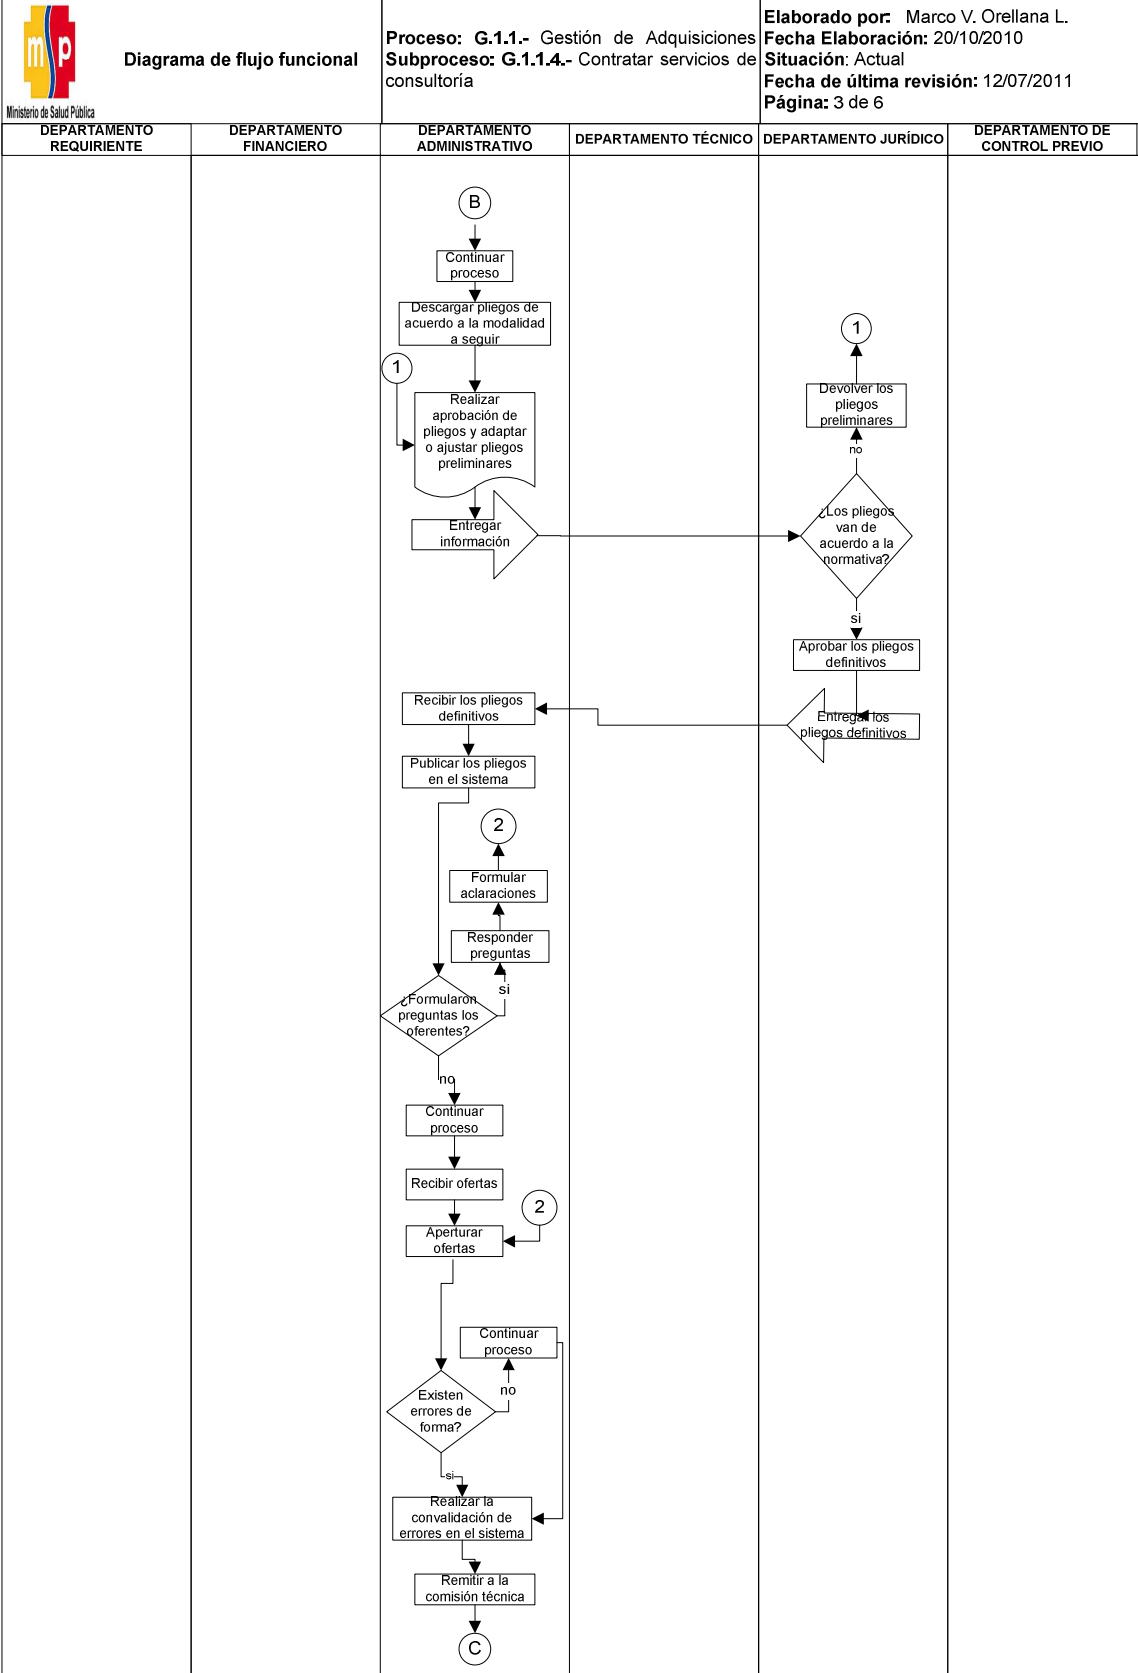 msp
Ministerio de Salud Pública
Diagrama de flujo funcional
Proceso: G.1.1.- Gestión de Adquisiciones
Subproceso: G.1.1.4.- Contratar servicios de
consultoría
Elaborado por: Marco V. Orellana L.
Fecha Elaboración: 20/10/2010
Situación: Actual
Fecha de última revisión: 12/07/2011
Página: 3 de 6
DEPARTAMENTO
REQUIRIENTE
DEPARTAMENTO
FINANCIERO
DEPARTAMENTO
ADMINISTRATIVO
DEPARTAMENTO TÉCNICO
DEPARTAMENTO JURÍDICO
DEPARTAMENTO DE
CONTROL PREVIO
B
Continuar
proceso
Descargar pliegos de
acuerdo a la modalidad
a seguir
1
Realizar
aprobación de
pliegos y adaptar
o ajustar pliegos
preliminares
Entregar
información
1
Devolver los
pliegos
preliminares
no
¿Los pliegos
van de
acuerdo a la
normativa?
si
Aprobar los pliegos
definitivos
Entregar los
pliegos definitivos
Recibir los pliegos
definitivos
Publicar los pliegos
en el sistema
2
Formular
aclaraciones
Responder
preguntas
si
¿Formularon
preguntas los
oferentes?
no
Continuar
proceso
Recibir ofertas
2
Aperturar
ofertas
Continuar
proceso
no
Existen
errores de
forma?
si
Realizar la
convalidación de
errores en el sistema
Remitir a la
comisión técnica
C